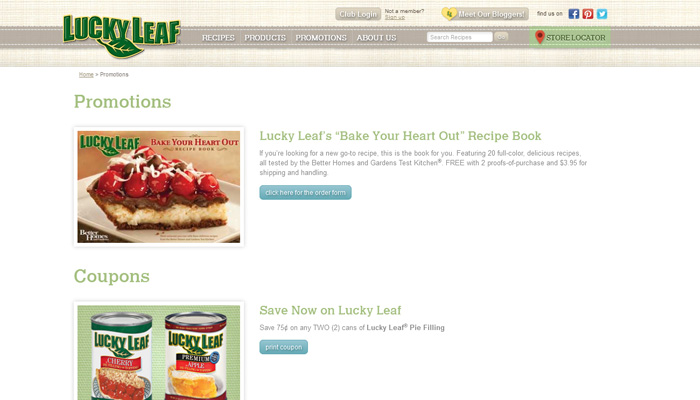 Club Login
Not a member?
Sign up
Meet Our Bloggers!
find us on
LUCKY LEAF
RECIPES PRODUCTS PROMOTIONS ABOUT US
Search Recipes
STORE LOCATOR
Home > Promotions
Promotions
LUCKY LEAF
BAKE YOUR HEART OUT
RECIPE BOOK
Better Homes
Lucky Leaf's “Bake Your Heart Out” Recipe Book
If you're looking for a new go-to recipe, this is the book for you. Featuring 20 full-color, delicious recipes,
all tested by the Better Homes and Gardens Test Kitchen®. FREE with 2 proofs-of-purchase and $3.95 for
shipping and handling.
click here for the order form
Coupons
LUCKY LEAF
CHERRY
LUCKY LEAF
PREMIUM
APPLE
Save Now on Lucky Leaf
Save 75¢ on any TWO (2) cans of Lucky Leaf® Pie Filling
print coupon